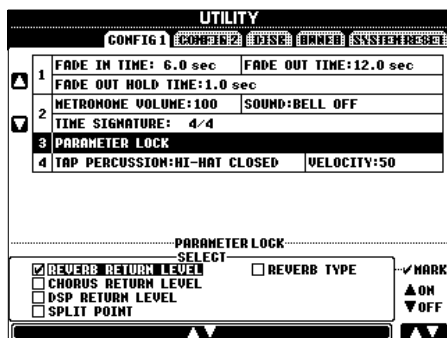 UTILITY
CONFIG 1 CONFIG 2 DISK OWNER SYSTEM RESET
1 FADE IN TIME: 6.0 sec FADE OUT TIME:12.0 sec
FADE OUT HOLD TIME:1.0 sec
2 METRONOME VOLUME:100 SOUND:BELL OFF
TIME SIGNATURE: 4/4
3 PARAMETER LOCK
4 TAP PERCUSSION:HI-HAT CLOSED VELOCITY:50
PARAMETER LOCK
SELECT
REVERB RETURN LEVEL REVERB TYPE MARK
CHORUS RETURN LEVEL
DSP RETURN LEVEL ▲ON
SPLIT POINT ▼OFF